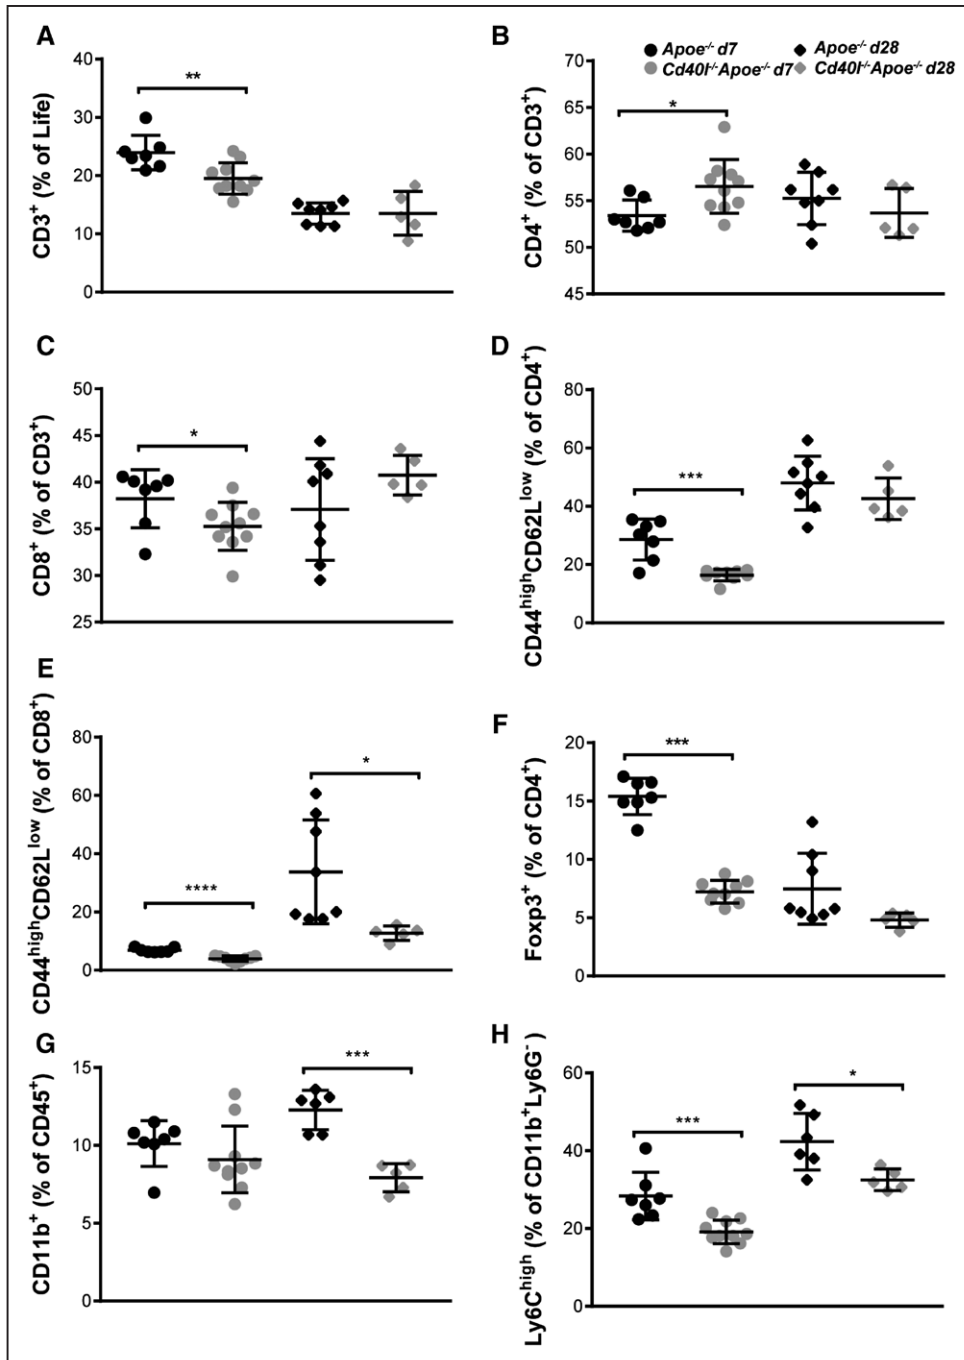 A
CD3⁺ (% of Life)
40
30
20
10
0
**
B
Apoe⁻/⁻ d7
Apoe⁻/⁻ d28
Cd40l⁻/⁻Apoe⁻/⁻ d7
Cd40l⁻/⁻Apoe⁻/⁻ d28
CD4⁺ (% of CD3⁺)
70
65
60
55
50
45
*
C
CD8⁺ (% of CD3⁺)
50
45
40
35
30
25
*
D
CD44ʰⁱᵍʰCD62Lˡᵒʷ (% of CD4⁺)
80
60
40
20
0
***
E
CD44ʰⁱᵍʰCD62Lˡᵒʷ (% of CD8⁺)
80
60
40
20
0
****
*
F
Foxp3⁺ (% of CD4⁺)
20
15
10
5
0
***
G
CD11b⁺ (% of CD45⁺)
15
10
5
0
***
H
Ly6Cʰⁱᵍʰ (% of CD11b⁺Ly6G⁻)
60
40
20
0
***
*